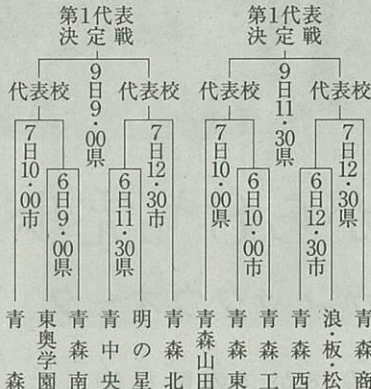 第1代表
決定戦
9日9・00県
代表校
代表校
7日10・00市
6日9・00県
6日11・30県
7日12・30市
青森
東奥学園
青森南
青中央
明の星
青森北
第1代表
決定戦
9日11・30県
代表校
代表校
7日10・00県
6日10・00市
6日12・30市
7日12・30県
青森山田
青森東
青森工
青森西
浪・板・松
青森商